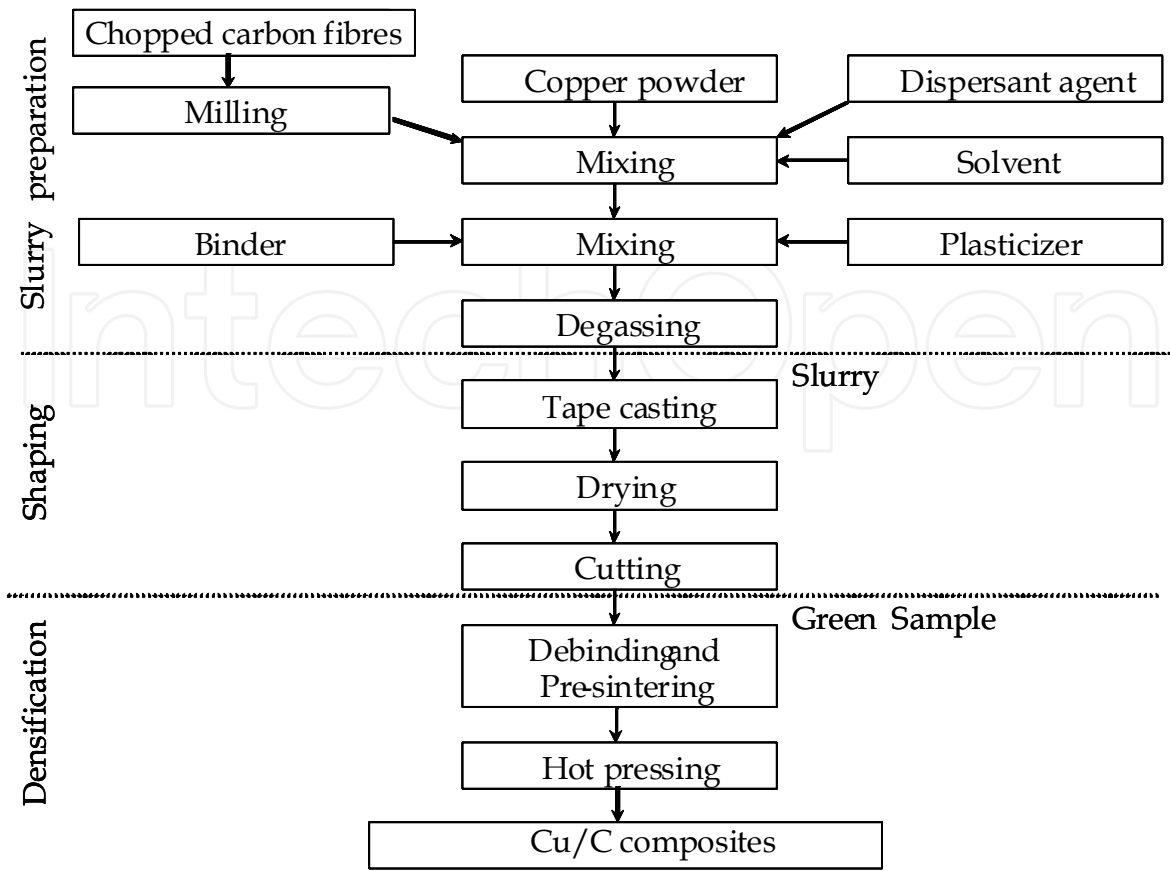 Chopped carbon fibres
Copper powder
Dispersant agent
Milling
Mixing
Solvent
Binder
Mixing
Plasticizer
Degassing
Slurry preparation
IntechOpen
Slurry
Tape casting
Drying
Cutting
Shaping
Green Sample
Debindingand
Pre-sintering
Hot pressing
Cu/C composites
Densification